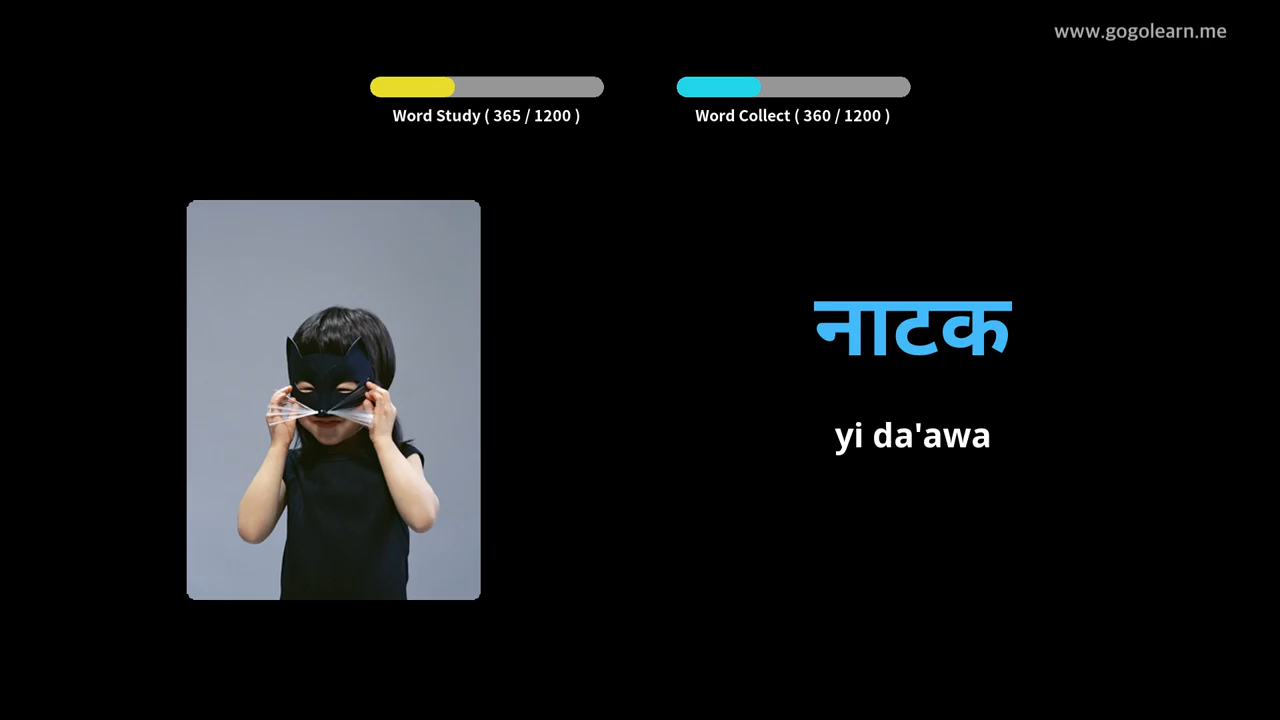 www.gogolearn.me
Word Study ( 365 / 1200 )
Word Collect ( 360 / 1200 )
नाटक
yi da'awa